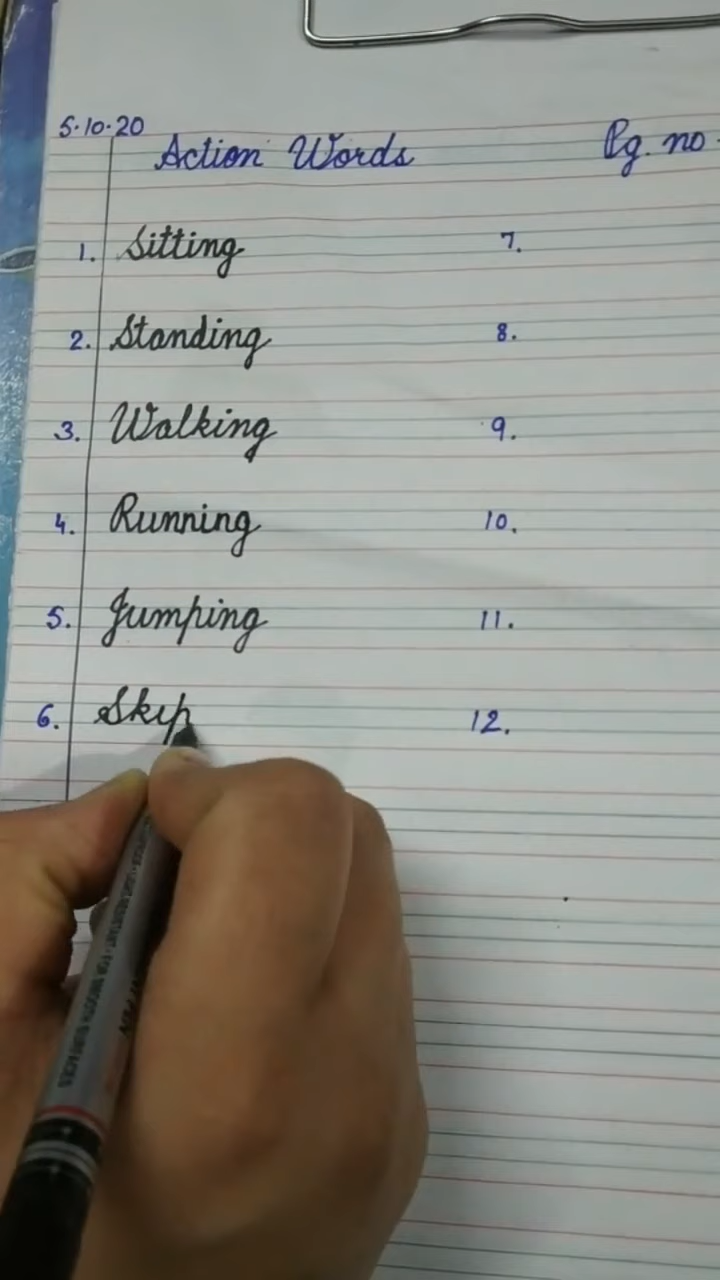 5.10.20
Action Words Pg. no.
1. Sitting 7.
2. Standing 8.
3. Walking 9.
4. Running 10.
5. Jumping 11.
6. Skip 12.